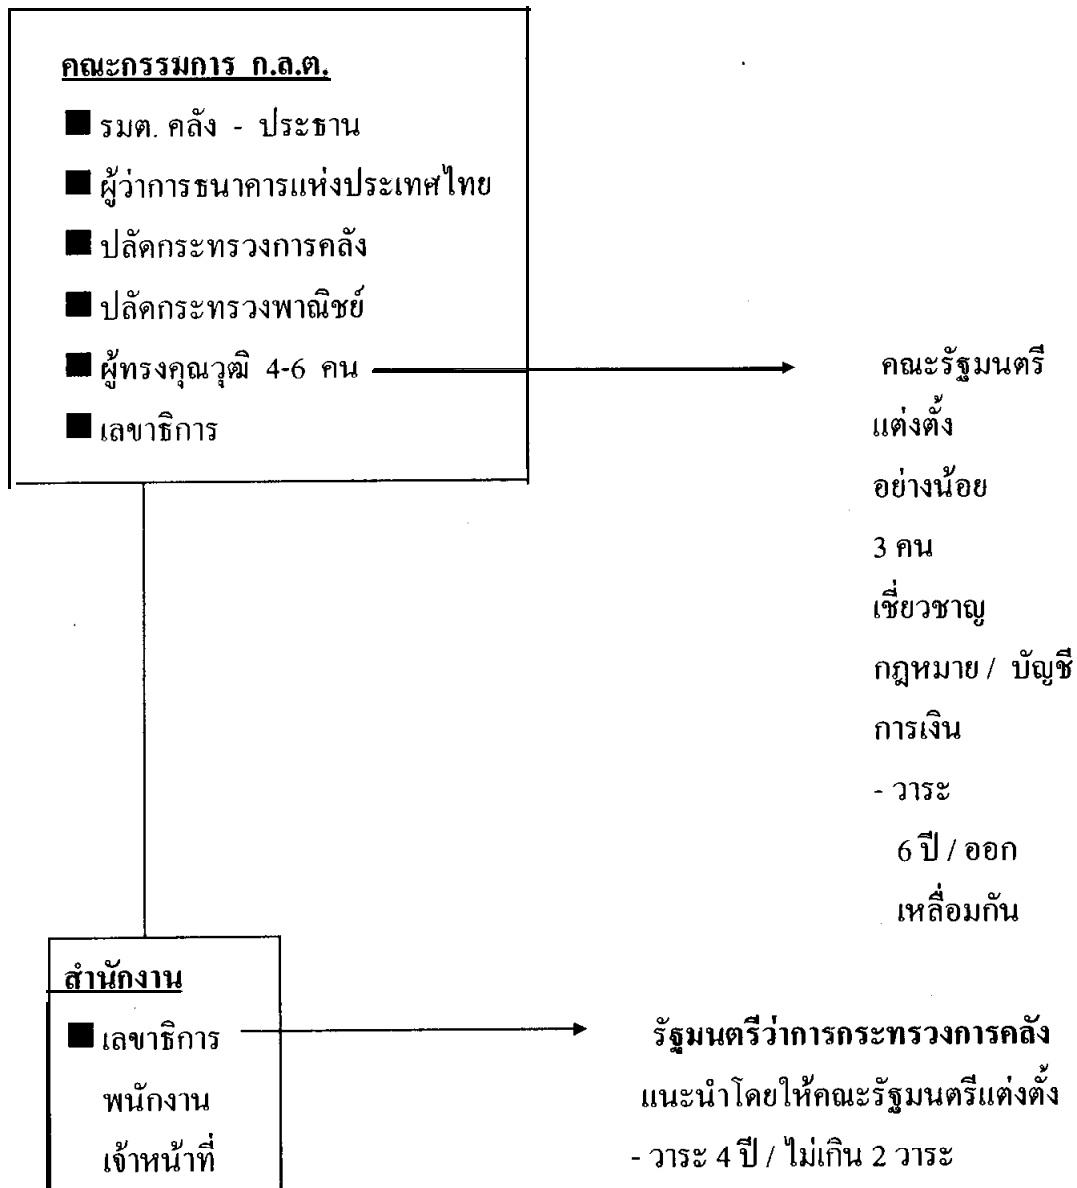 คณะกรรมการ ก.ล.ต.
■ รมต. คลัง - ประธาน
■ ผู้ว่าการธนาคารแห่งประเทศไทย
■ ปลัดกระทรวงการคลัง
■ ปลัดกระทรวงพาณิชย์
■ ผู้ทรงคุณวุฒิ 4-6 คน
■ เลขาธิการ
คณะรัฐมนตรี
แต่งตั้ง
อย่างน้อย
3 คน
เชี่ยวชาญ
กฎหมาย / บัญชี
การเงิน
- วาระ
6 ปี / ออก
เหลื่อมกัน
สำนักงาน
■ เลขาธิการ
พนักงาน
เจ้าหน้าที่
รัฐมนตรีว่าการกระทรวงการคลัง
แนะนำโดยให้คณะรัฐมนตรีแต่งตั้ง
- วาระ 4 ปี / ไม่เกิน 2 วาระ